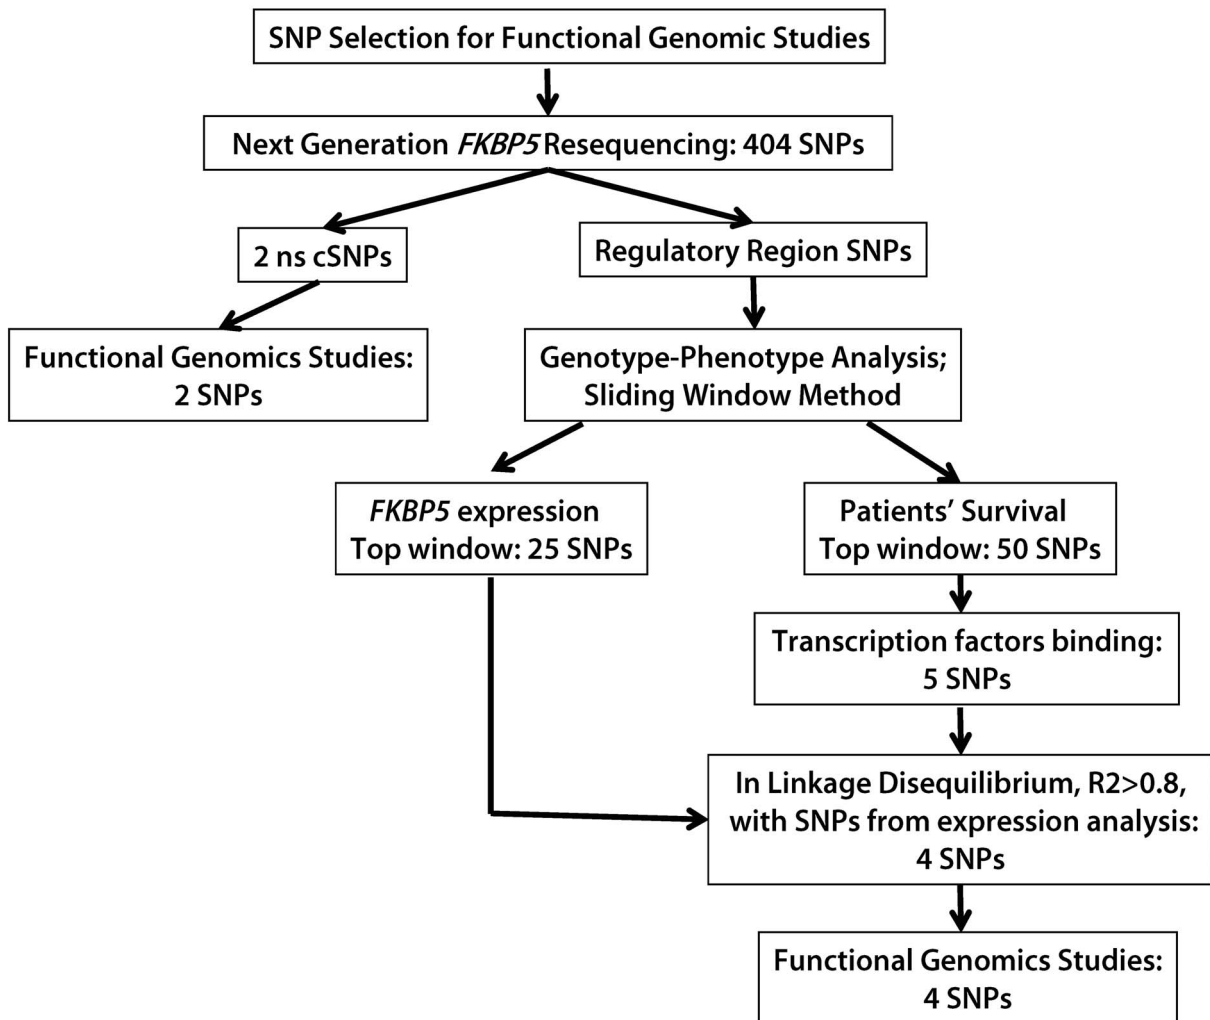 SNP Selection for Functional Genomic Studies
Next Generation FKBP5 Resequencing: 404 SNPs
2 ns cSNPs
Regulatory Region SNPs
Functional Genomics Studies:
2 SNPs
Genotype-Phenotype Analysis;
Sliding Window Method
FKBP5 expression
Top window: 25 SNPs
Patients’ Survival
Top window: 50 SNPs
Transcription factors binding:
5 SNPs
In Linkage Disequilibrium, R2>0.8,
with SNPs from expression analysis:
4 SNPs
Functional Genomics Studies:
4 SNPs